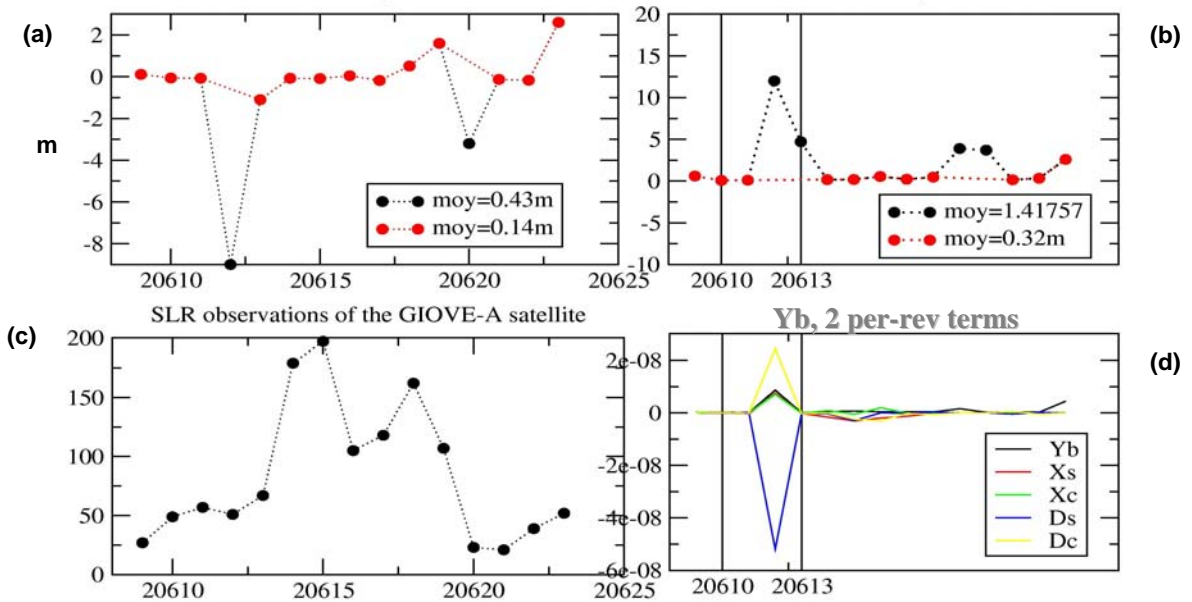 (a)
m
2
0
-2
-4
-6
-8
moy=0.43m
moy=0.14m
20610
20615
20620
20625
(b)
20
15
10
5
0
-5
-10
moy=1.41757
moy=0.32m
20610
20613
(c)
SLR observations of the GIOVE-A satellite
200
150
100
50
0
20610
20615
20620
20625
Yb, 2 per-rev terms
(d)
2e-08
0
-2e-08
-4e-08
-6e-08
Yb
Xs
Xc
Ds
Dc
20610
20613